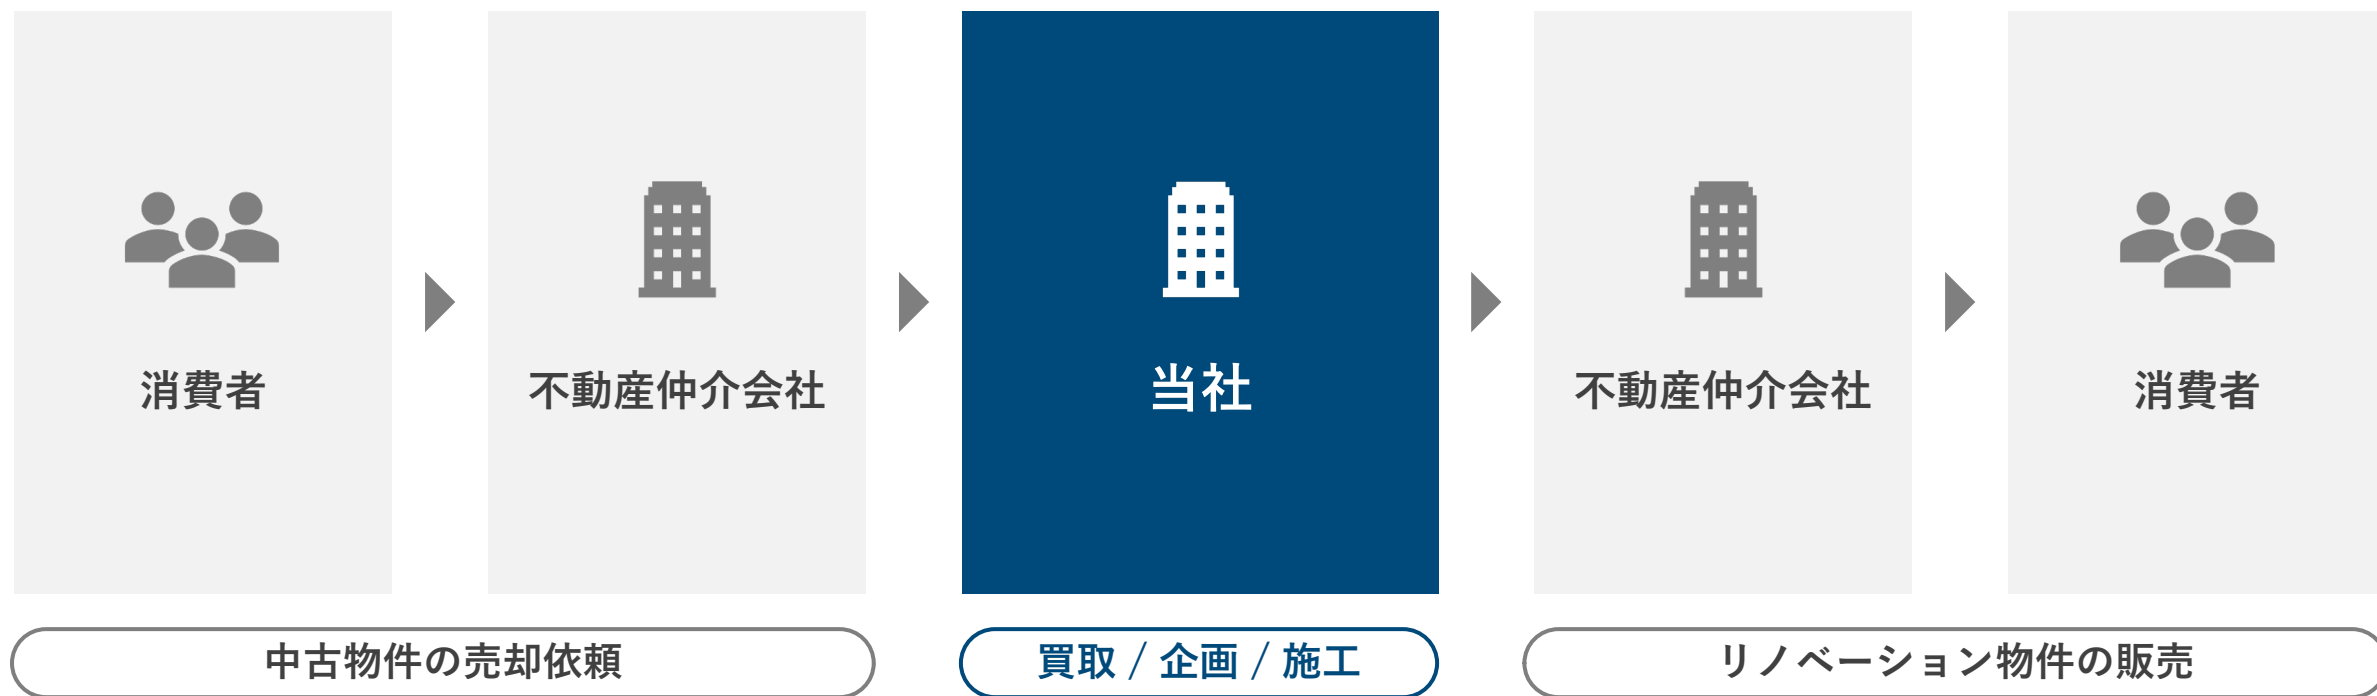 消費者
不動産仲介会社
当社
不動産仲介会社
消費者
中古物件の売却依頼
買取 / 企画 / 施工
リノベーション物件の販売